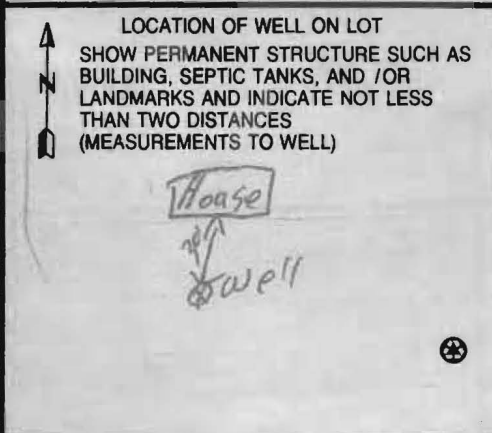 LOCATION OF WELL ON LOT
SHOW PERMANENT STRUCTURE SUCH AS
BUILDING, SEPTIC TANKS, AND /OR
LANDMARKS AND INDICATE NOT LESS
THAN TWO DISTANCES
(MEASUREMENTS TO WELL)
N
House
well